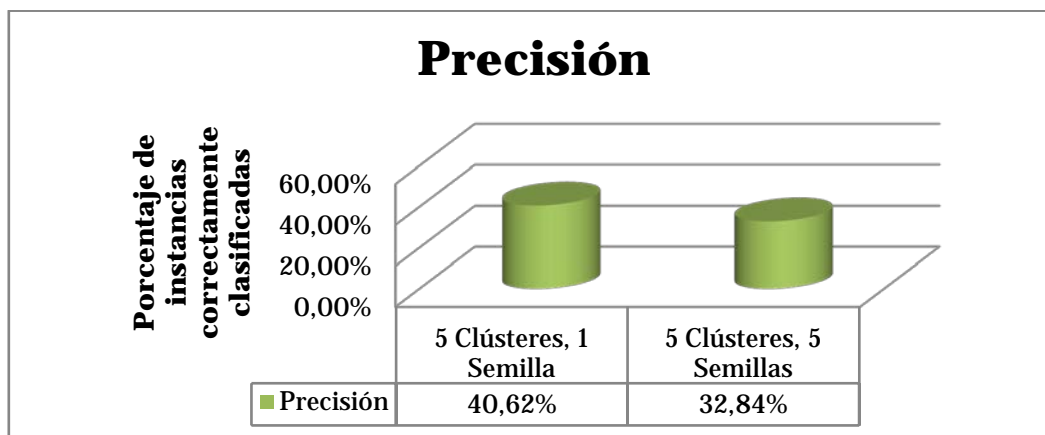 Precisión
Porcentaje de
instancias
correctamente
clasificadas
60,00%
40,00%
20,00%
0,00%
5 Clústeres, 1
Semilla
5 Clústeres, 5
Semillas
Precisión
40,62%
32,84%